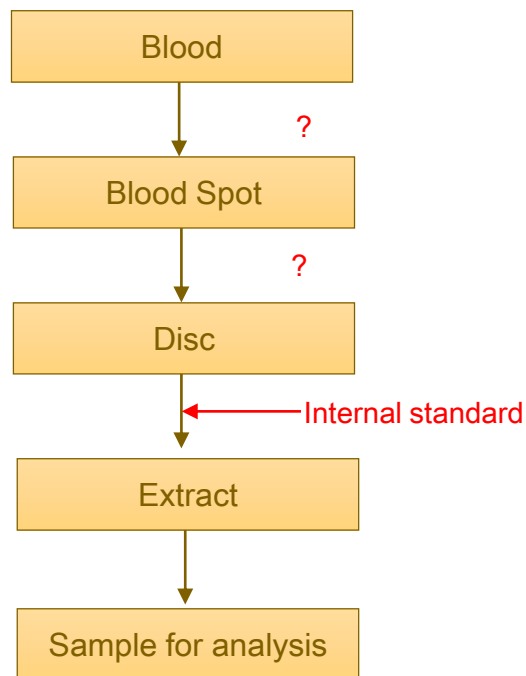 Blood
?
Blood Spot
?
Disc
Internal standard
Extract
Sample for analysis